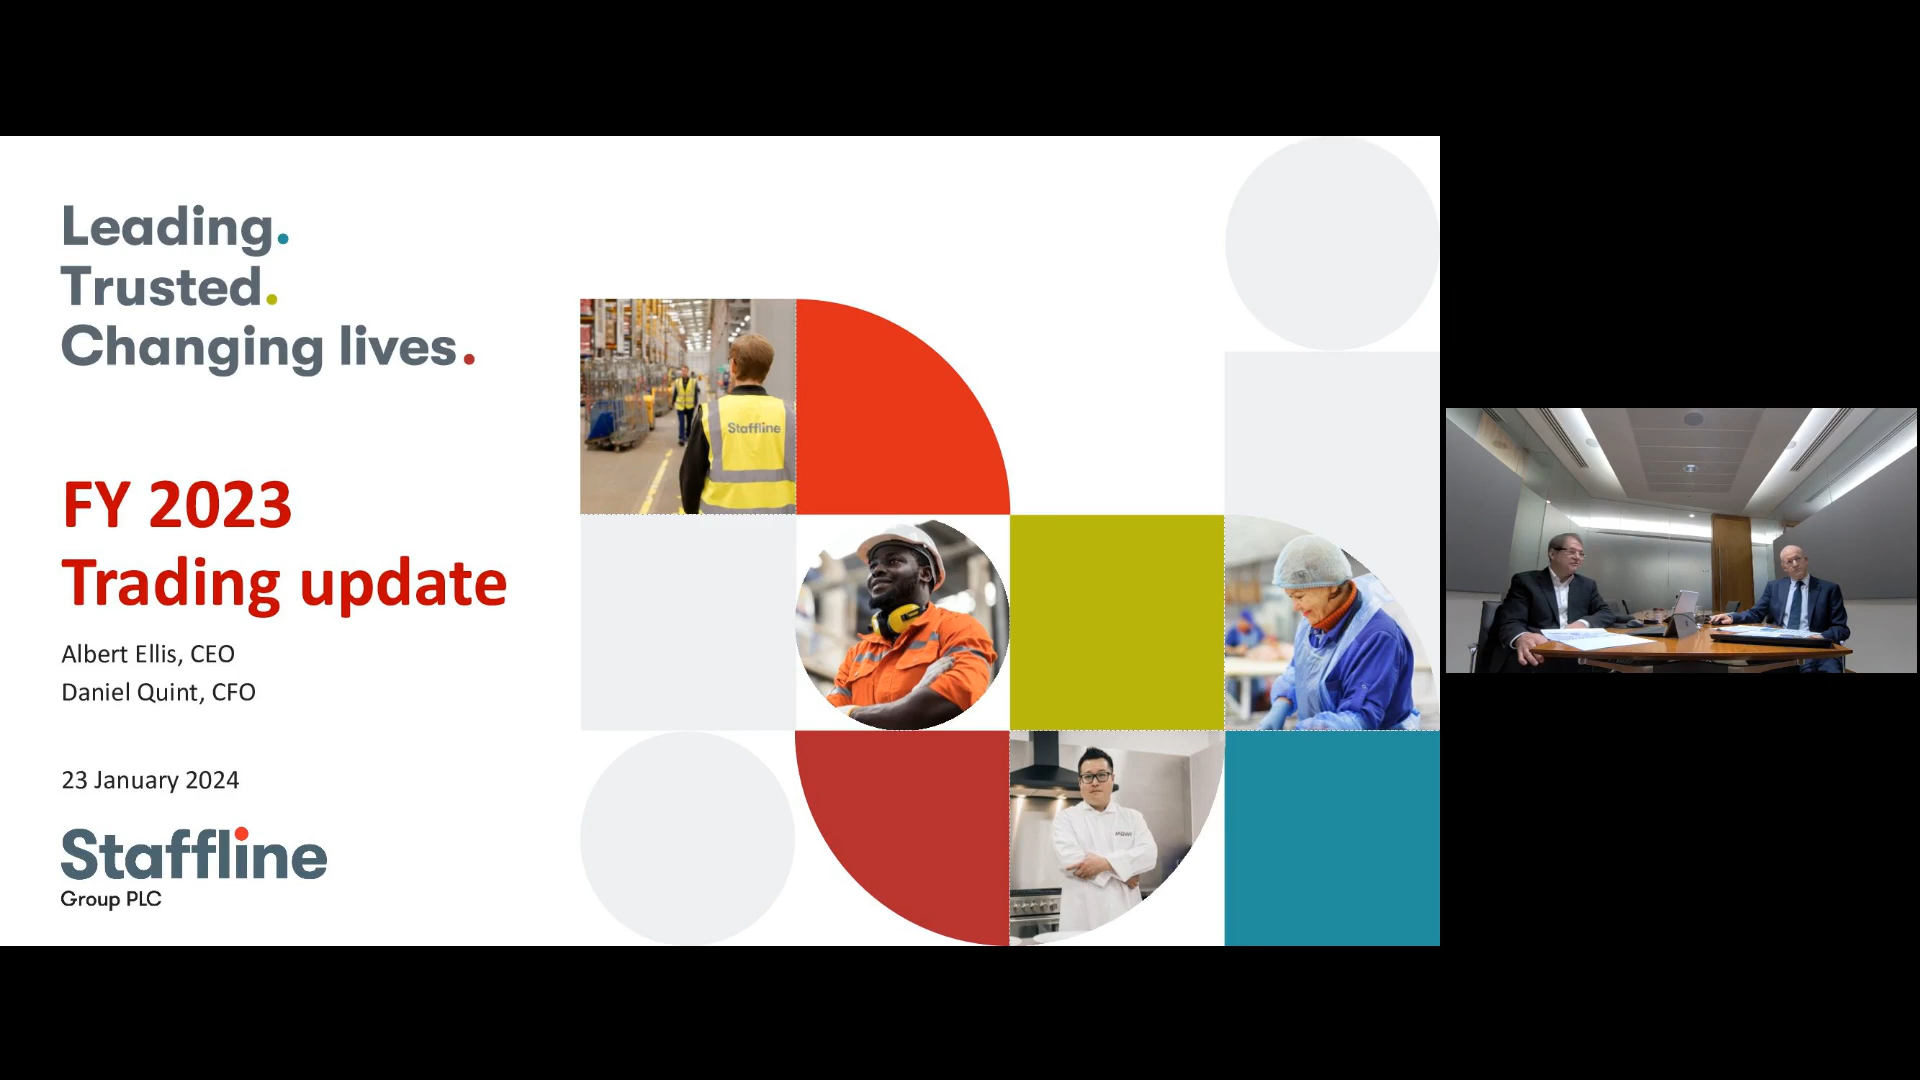 Leading.
Trusted.
Changing lives.
FY 2023
Trading update
Albert Ellis, CEO
Daniel Quint, CFO
23 January 2024
Staffline
Group PLC
Staffline